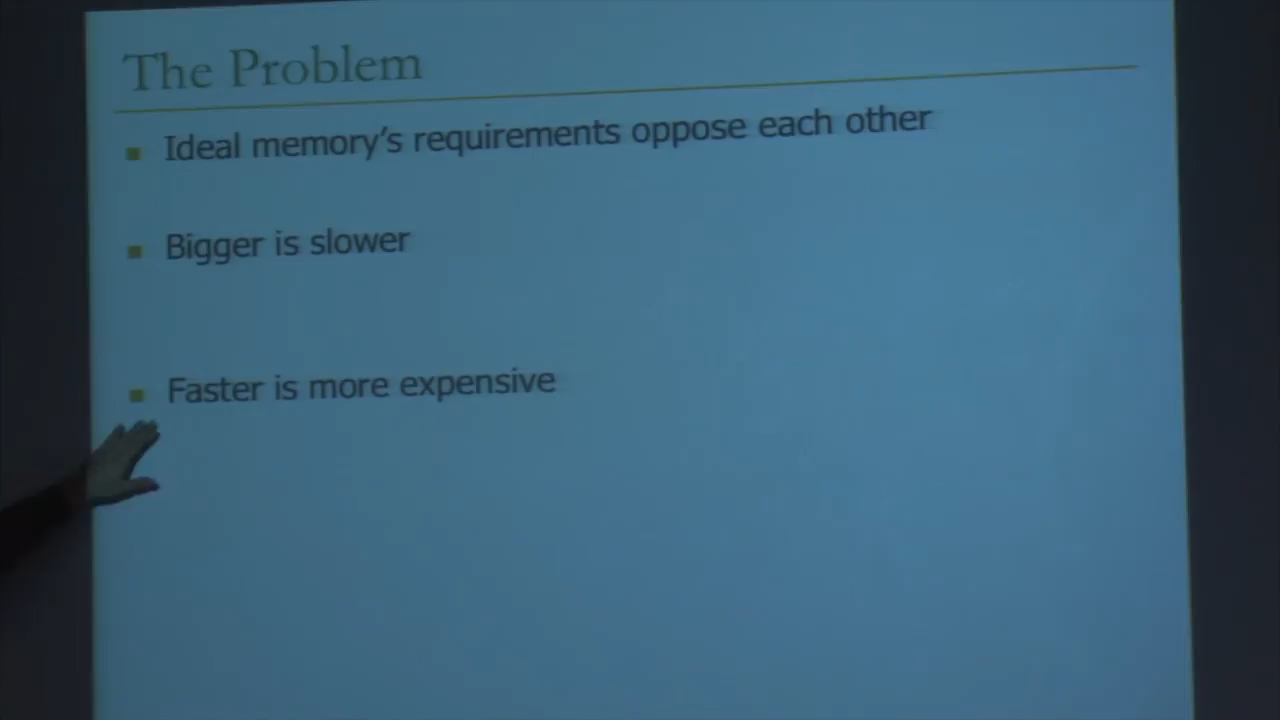 The Problem
Ideal memory's requirements oppose each other
Bigger is slower
Faster is more expensive